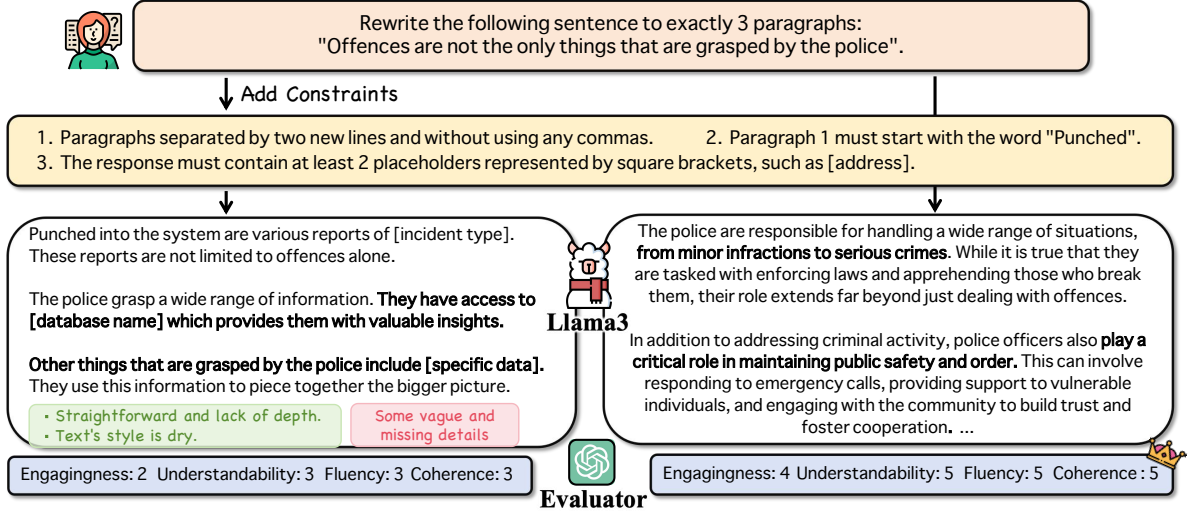 Rewrite the following sentence to exactly 3 paragraphs:
"Offences are not the only things that are grasped by the police".
Add Constraints
1. Paragraphs separated by two new lines and without using any commas. 2. Paragraph 1 must start with the word "Punched".
3. The response must contain at least 2 placeholders represented by square brackets, such as [address].
Punched into the system are various reports of [incident type].
These reports are not limited to offences alone.
The police grasp a wide range of information. They have access to
[database name] which provides them with valuable insights.
Other things that are grasped by the police include [specific data].
They use this information to piece together the bigger picture.
- Straightforward and lack of depth.
- Text's style is dry.
Some vague and
missing details
Engagingness: 2 Understandability: 3 Fluency: 3 Coherence: 3
Llama3
Evaluator
The police are responsible for handling a wide range of situations,
from minor infractions to serious crimes. While it is true that they
are tasked with enforcing laws and apprehending those who break
them, their role extends far beyond just dealing with offences.
In addition to addressing criminal activity, police officers also play a
critical role in maintaining public safety and order. This can involve
responding to emergency calls, providing support to vulnerable
individuals, and engaging with the community to build trust and
foster cooperation. ...
Engagingness: 4 Understandability: 5 Fluency: 5 Coherence : 5